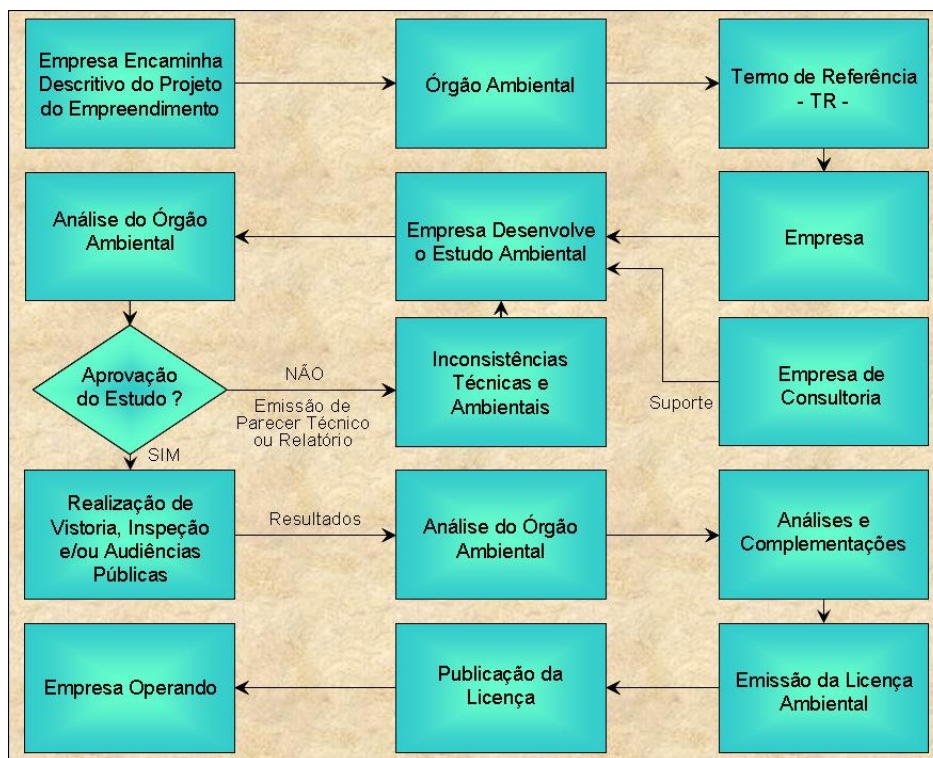 Empresa Encaminha
Descritivo do Projeto
do Empreendimento
Órgão Ambiental
Termo de Referência
- TR -
Análise do Órgão
Ambiental
Empresa Desenvolve
o Estudo Ambiental
Empresa
Aprovação
do Estudo ?
NÃO
Emissão de
Parecer Técnico
ou Relatório
Inconsistências
Técnicas e
Ambientais
Suporte
Empresa de
Consultoria
SIM
Realização de
Vistoria, Inspeção
e/ou Audiências
Públicas
Resultados
Análise do Órgão
Ambiental
Análises e
Complementações
Empresa Operando
Publicação da
Licença
Emissão da Licença
Ambiental